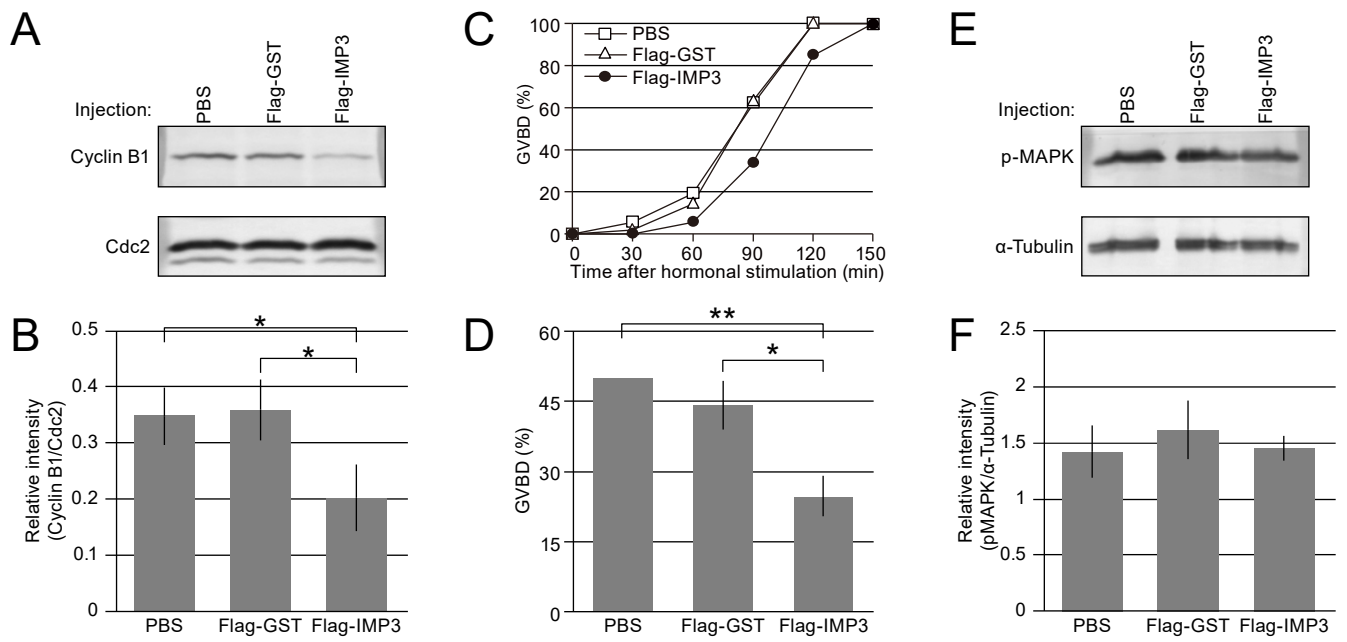 A
Injection:
PBS
Flag-GST
Flag-IMP3
Cyclin B1
Cdc2
B
Relative intensity
(Cyclin B1/Cdc2)
0.5
0.4
0.3
0.2
0.1
0
*
*
PBS
Flag-GST
Flag-IMP3
C
GVBD (%)
100
80
60
40
20
0
PBS
Flag-GST
Flag-IMP3
0
30
60
90
120
150
Time after hormonal stimulation (min)
D
GVBD (%)
60
45
30
15
0
**
*
PBS
Flag-GST
Flag-IMP3
E
Injection:
PBS
Flag-GST
Flag-IMP3
p-MAPK
α-Tubulin
F
Relative intensity
(pMAPK/α-Tubulin)
2.5
2
1.5
1
0.5
0
PBS
Flag-GST
Flag-IMP3